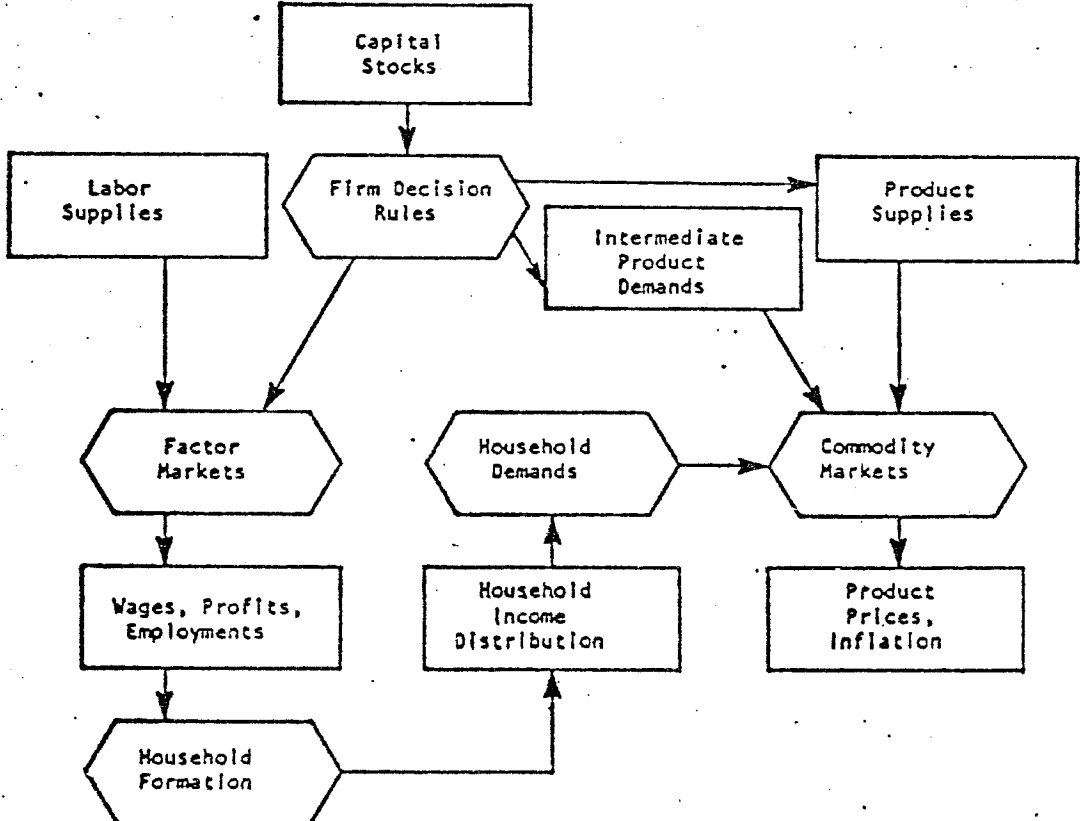 Capital
Stocks
Labor
Supplies
Firm Decision
Rules
Product
Supplies
Intermediate
Product
Demands
Factor
Markets
Household
Demands
Commodity
Markets
Wages, Profits,
Employments
Household
Income
Distribution
Product
Prices,
Inflation
Household
Formation